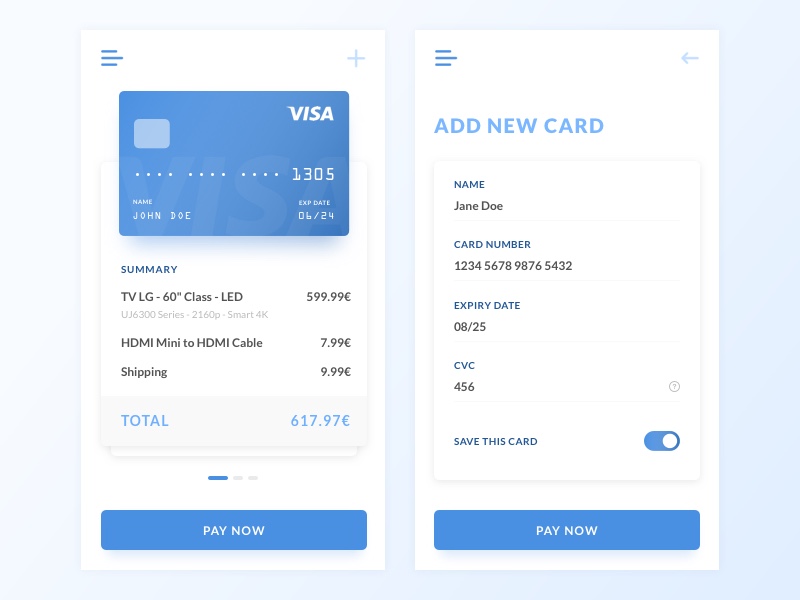 VISA
•••• •••• •••• 1305
NAME
EXP DATE
JOHN DOE
06/24
VISA
SUMMARY
TV LG - 60" Class - LED 599.99€
UJ6300 Series - 2160p - Smart 4K
HDMI Mini to HDMI Cable 7.99€
Shipping 9.99€
TOTAL 617.97€
PAY NOW
ADD NEW CARD
NAME
Jane Doe
CARD NUMBER
1234 5678 9876 5432
EXPIRY DATE
08/25
CVC
456 ?
SAVE THIS CARD
PAY NOW